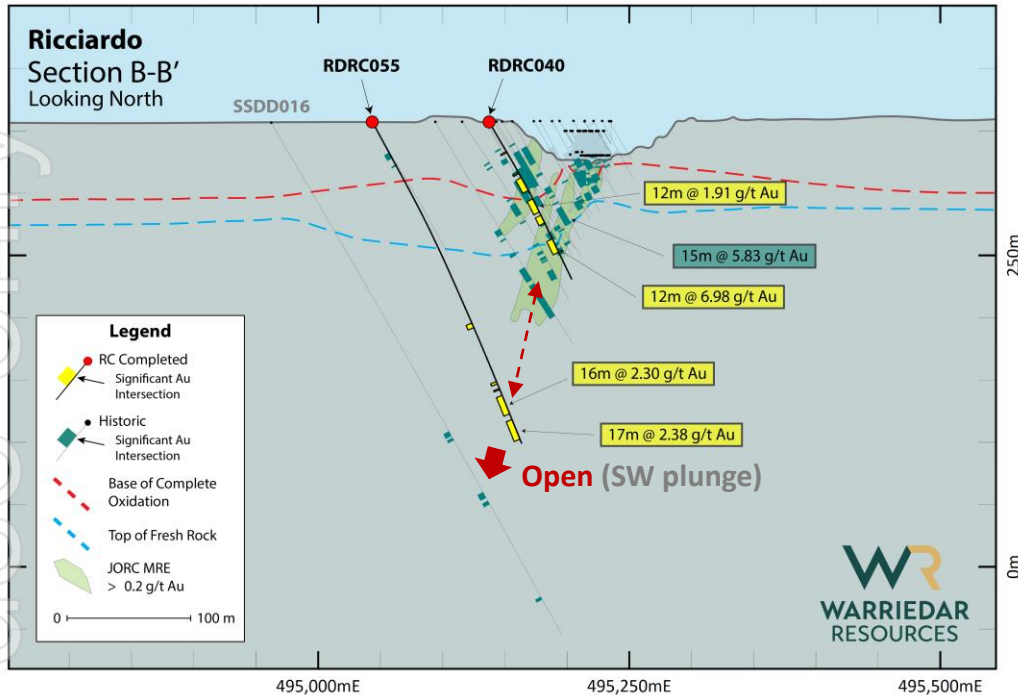 Ricciardo
Section B-B'
Looking North
RDRC055
RDRC040
SSDD016
12m @ 1.91 g/t Au
15m @ 5.83 g/t Au
12m @ 6.98 g/t Au
16m @ 2.30 g/t Au
17m @ 2.38 g/t Au
Open (SW plunge)
250m
0m
Legend
RC Completed
Significant Au
Intersection
Historic
Significant Au
Intersection
Base of Complete
Oxidation
Top of Fresh Rock
JORC MRE
> 0.2 g/t Au
0
100 m
WR
WARRIEDAR
RESOURCES
495,000mE
495,250mE
495,500mE